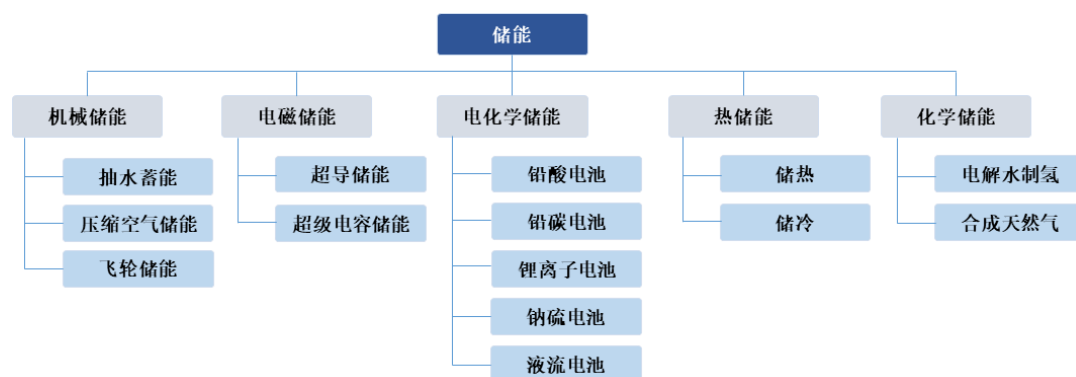 储能
机械储能
抽水蓄能
压缩空气储能
飞轮储能
电磁储能
超导储能
超级电容储能
电化学储能
铅酸电池
铅碳电池
锂离子电池
钠硫电池
液流电池
热储能
储热
储冷
化学储能
电解水制氢
合成天然气